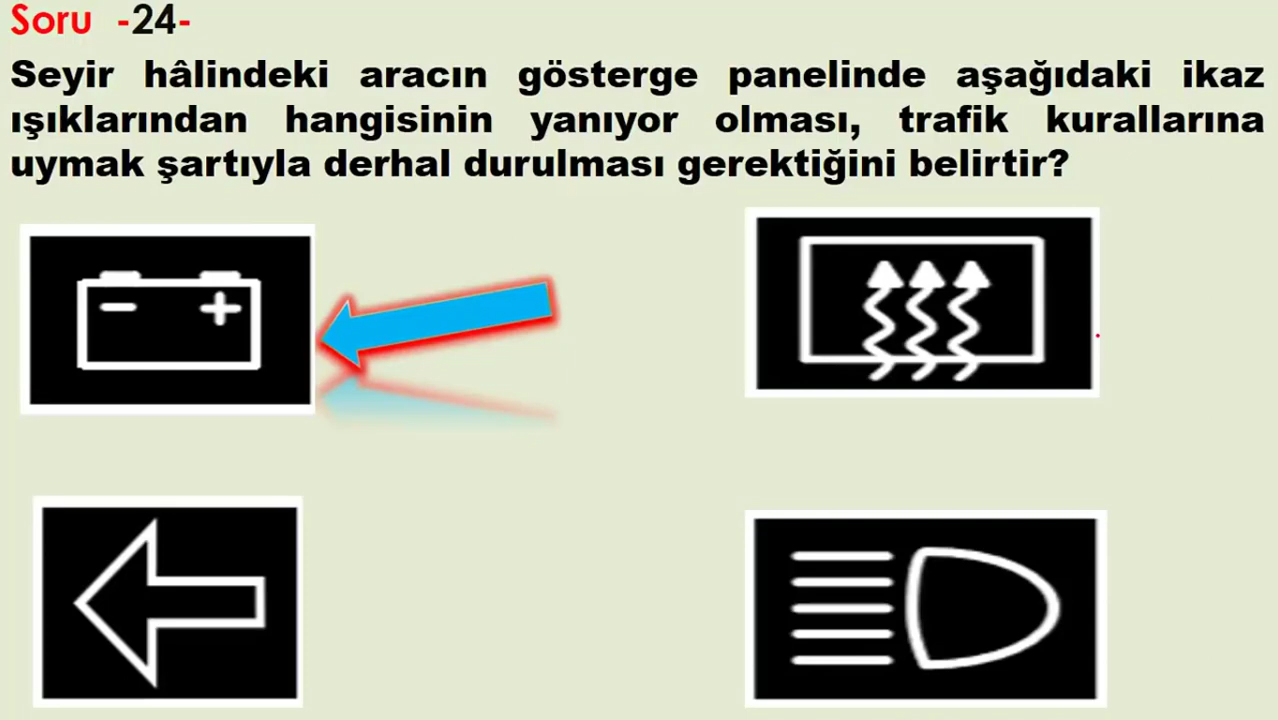 Soru -24-
Seyir hâlindeki aracın gösterge panelinde aşağıdaki ikaz
ışıklarından hangisinin yanıyor olması, trafik kurallarına
uymak şartıyla derhal durulması gerektiğini belirtir?